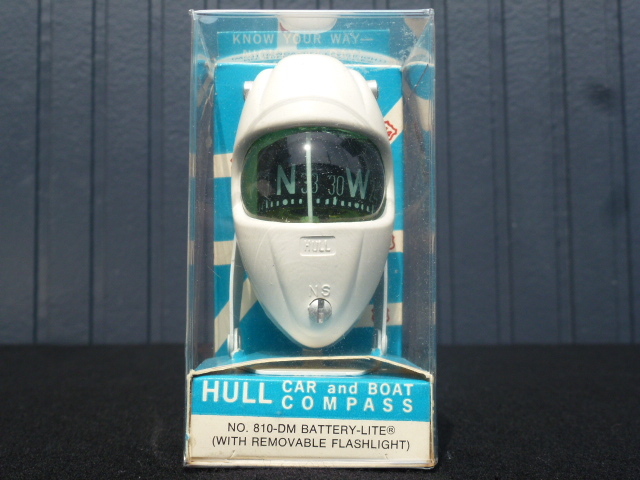 KNOW YOUR WAY—
N 33 30 W
HULL
NS
HULL CAR and BOAT
COMPASS
NO. 810-DM BATTERY-LITE®
(WITH REMOVABLE FLASHLIGHT)